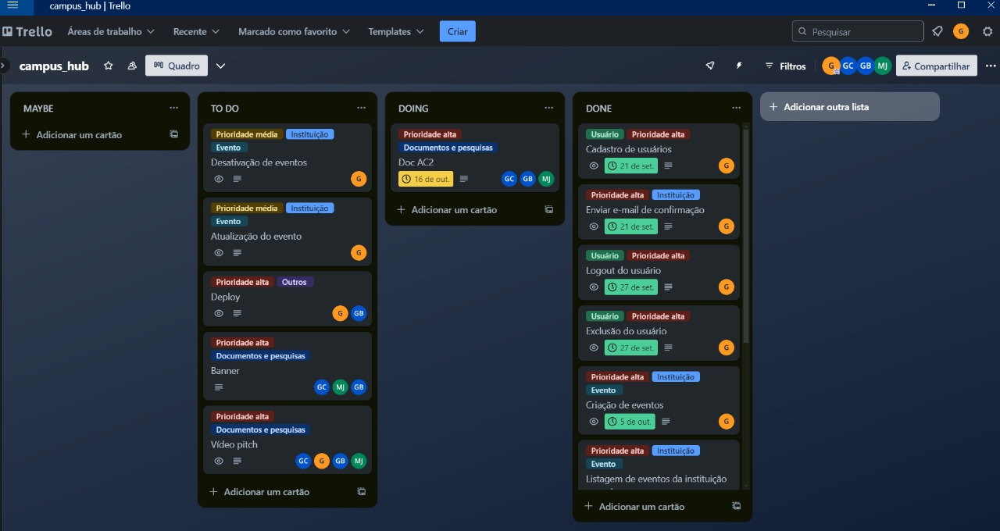 campus_hub | Trello
Trello Áreas de trabalho Recente Marcado como favorito Templates Criar Pesquisar G
campus_hub Quadro Filtros G GC GB MJ Compartilhar
MAYBE
Adicionar um cartão
TO DO
Prioridade média Instituição
Evento
Desativação de eventos
G
Prioridade média Instituição
Evento
Atualização do evento
G
Prioridade alta Outros
Deploy
G GB
Prioridade alta
Documentos e pesquisas
Banner
GC MJ GB
Prioridade alta
Documentos e pesquisas
Vídeo pitch
GC G GB MJ
Adicionar um cartão
DOING
Prioridade alta
Documentos e pesquisas
Doc AC2
16 de out. GC GB MJ
Adicionar um cartão
DONE
Usuário Prioridade alta
Cadastro de usuários
21 de set. G
Prioridade alta Instituição
Enviar e-mail de confirmação
21 de set. G
Usuário Prioridade alta
Logout do usuário
27 de set. G
Usuário Prioridade alta
Exclusão do usuário
27 de set. G
Prioridade alta Instituição
Evento
Criação de eventos
5 de out. G
Prioridade alta Instituição
Evento
Listagem de eventos da instituição
Adicionar um cartão
Adicionar outra lista